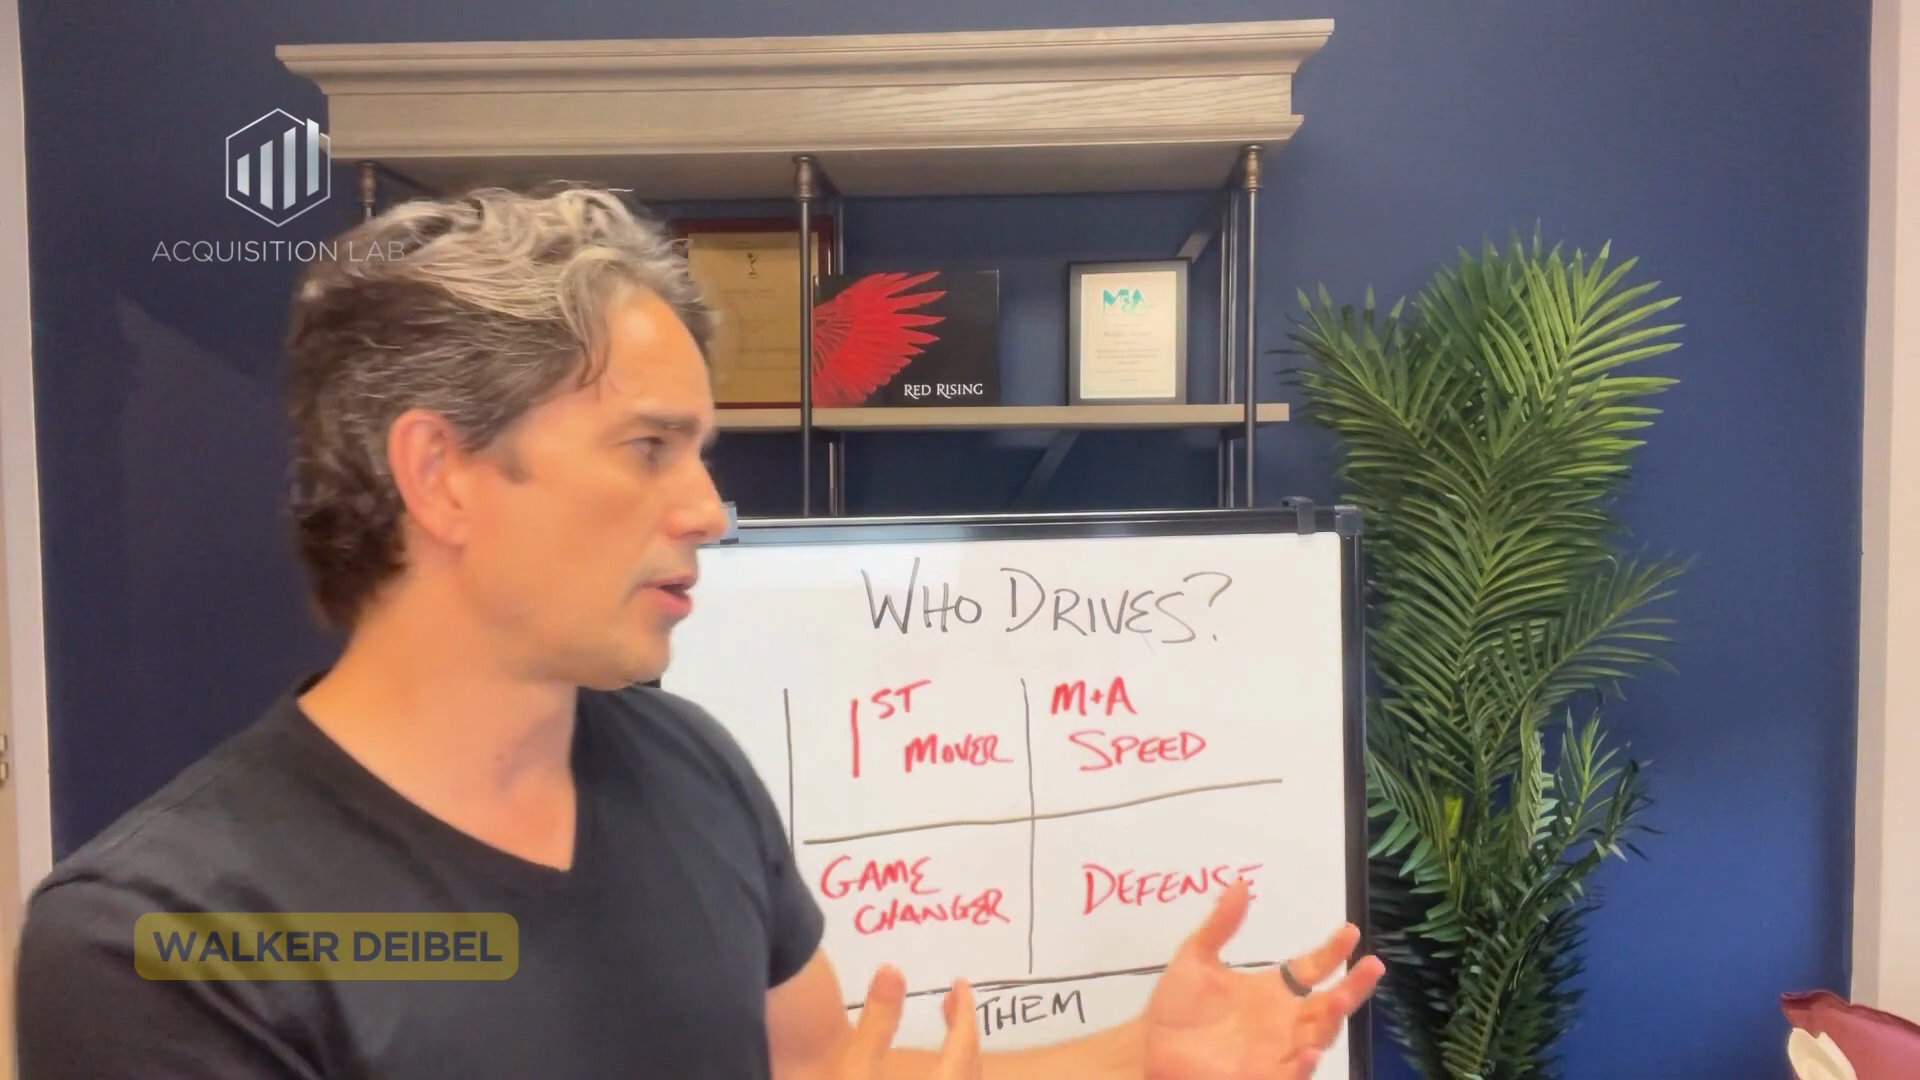 ACQUISITION LAB
M&A
RED RISING
WHO DRIVES?
1ST
MOVER
M+A
SPEED
GAME
CHANGER
DEFENSE
THEM
WALKER DEIBEL